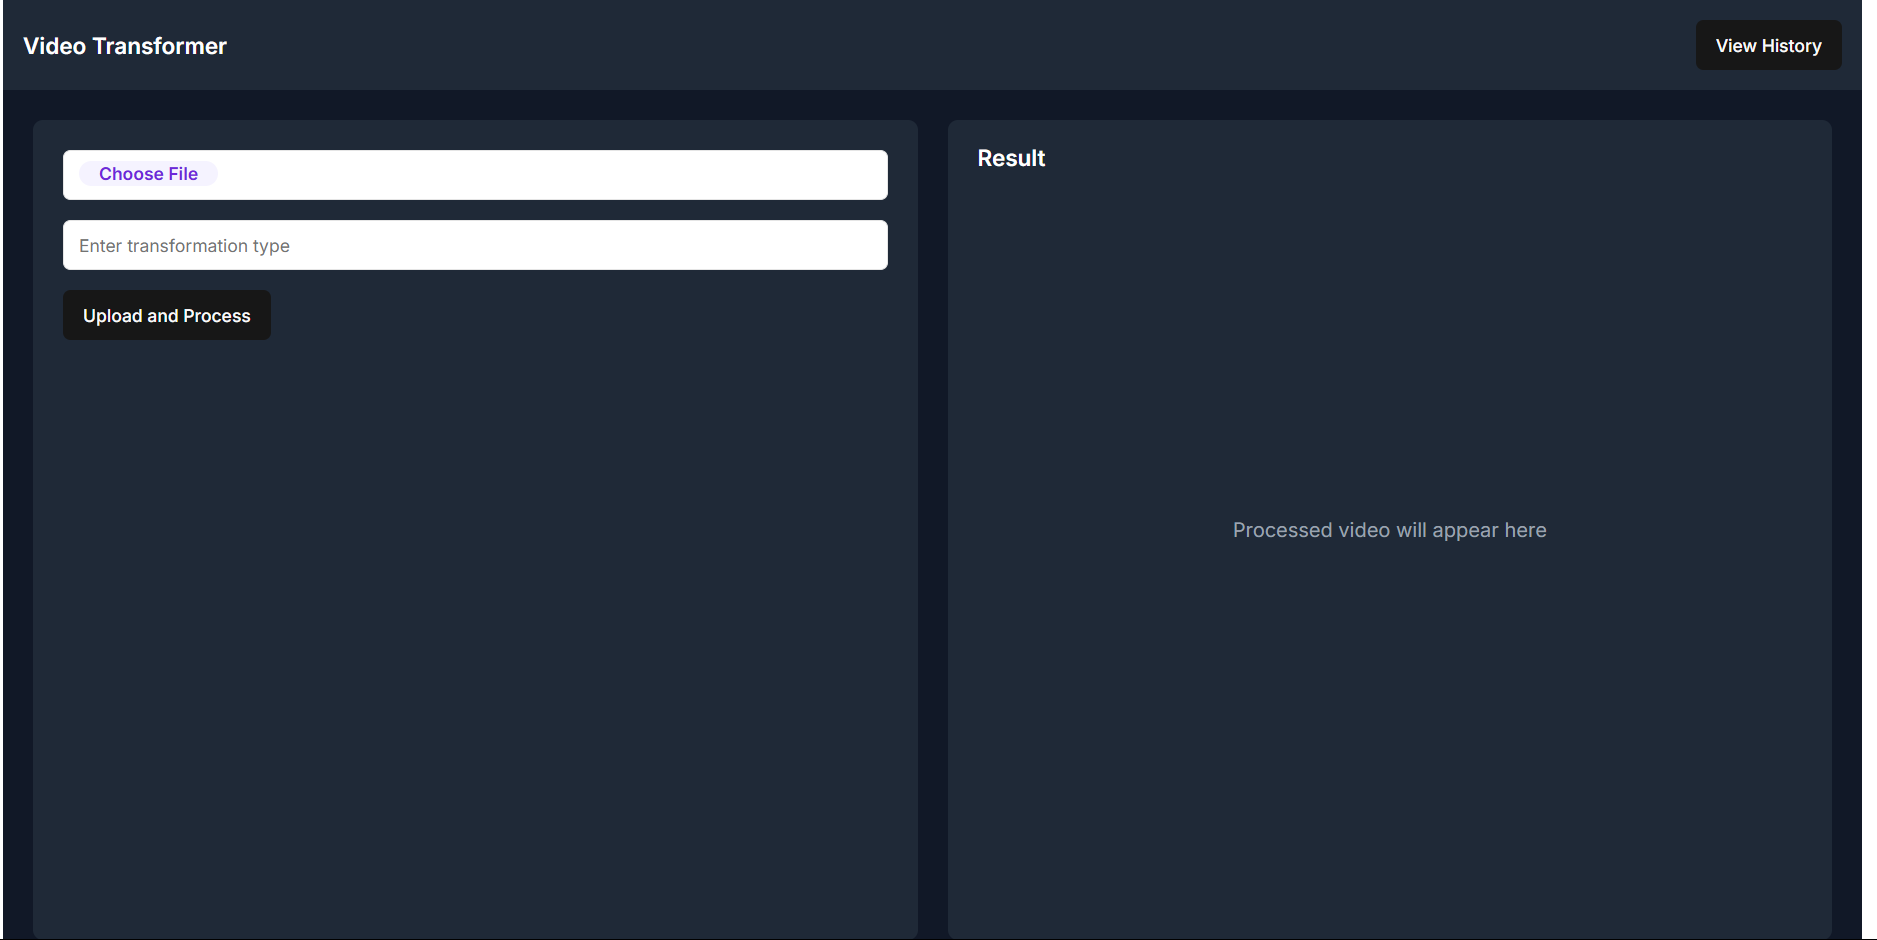 Video Transformer
View History
Choose File
Enter transformation type
Upload and Process
Result
Processed video will appear here